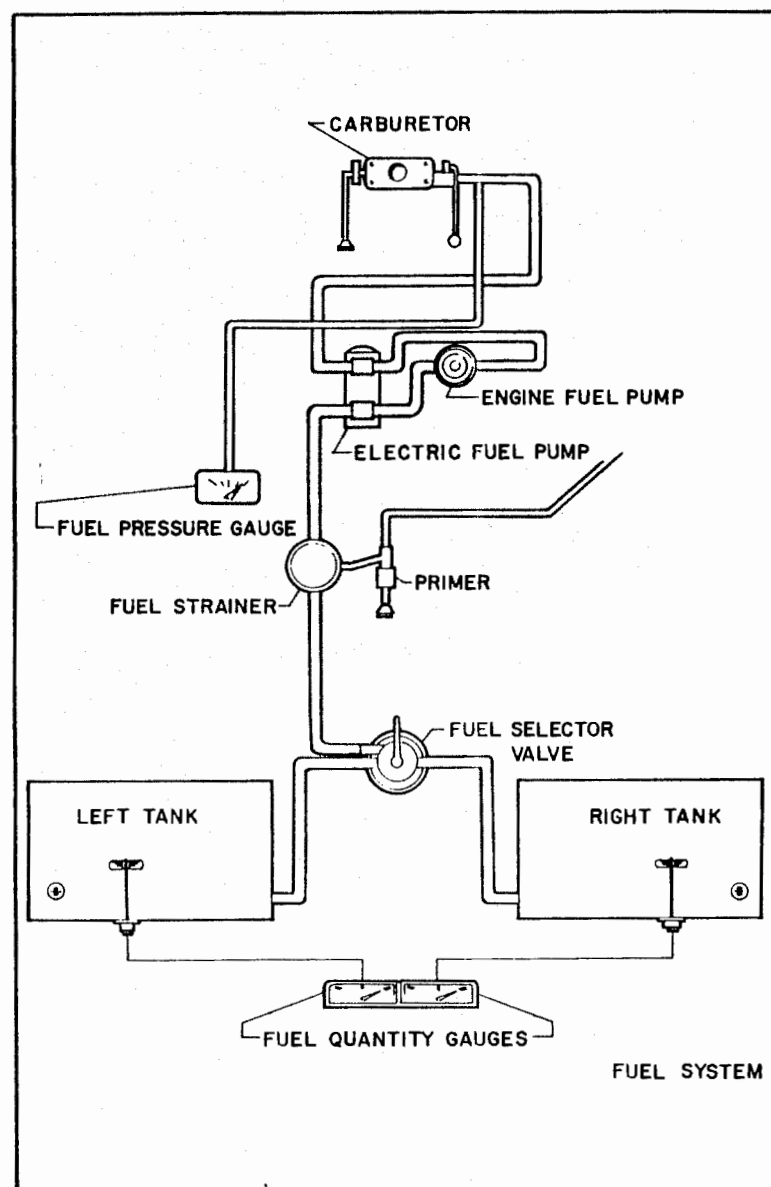 CARBURETOR
ENGINE FUEL PUMP
ELECTRIC FUEL PUMP
FUEL PRESSURE GAUGE
PRIMER
FUEL STRAINER
FUEL SELECTOR
VALVE
LEFT TANK
RIGHT TANK
FUEL QUANTITY GAUGES
FUEL SYSTEM